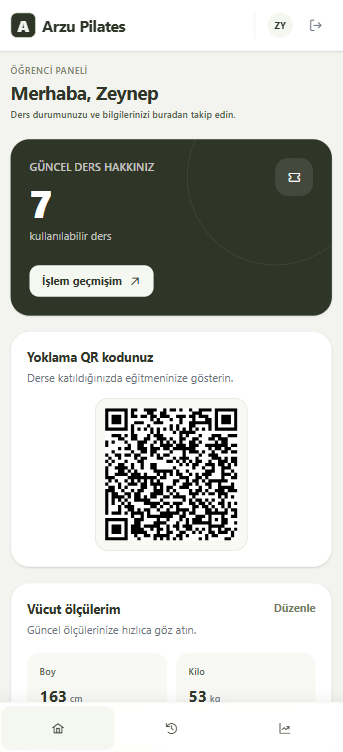 A Arzu Pilates ZY
ÖĞRENCİ PANELİ
Merhaba, Zeynep
Ders durumunuzu ve bilgilerinizi buradan takip edin.
GÜNCEL DERS HAKKINIZ
7
kullanılabilir ders
İşlem geçmişim
Yoklama QR kodunuz
Derse katıldığınızda eğitmeninize gösterin.
Vücut ölçülerim Düzenle
Güncel ölçülerinize hızlıca göz atın.
Boy Kilo
163 cm 53 kg